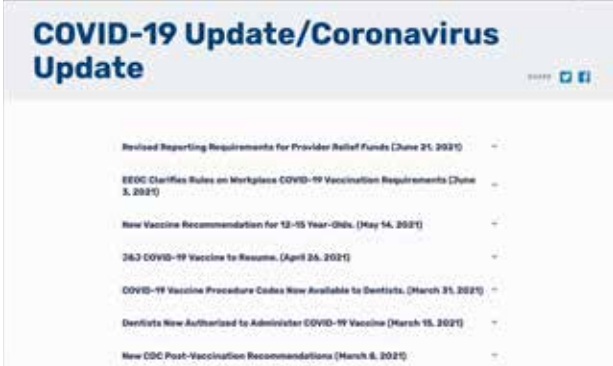 COVID-19 Update/Coronavirus
Update
SHARE
Revised Reporting Requirements for Provider Relief Funds (June 21, 2021)
EEOC Clarifies Rules on Workplace COVID-19 Vaccination Requirements (June
3, 2021)
New Vaccine Recommendation for 12-15 Year-Olds. (May 14, 2021)
J&J COVID-19 Vaccine to Resume. (April 26, 2021)
COVID-19 Vaccine Procedure Codes Now Available to Dentists. (March 31, 2021)
Dentists Now Authorized to Administer COVID-19 Vaccine (March 15, 2021)
New CDC Post-Vaccination Recommendations (March 8, 2021)